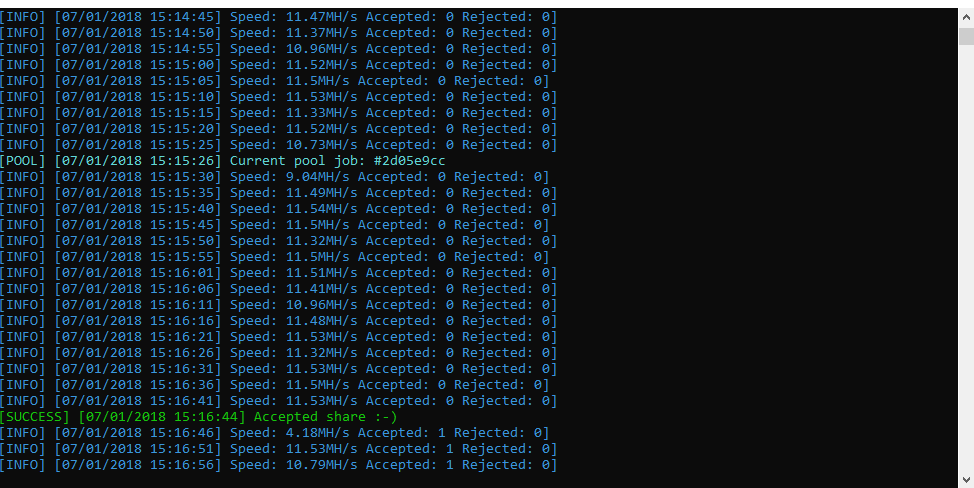 [INFO] [07/01/2018 15:14:45] Speed: 11.47MH/s Accepted: 0 Rejected: 0]
[INFO] [07/01/2018 15:14:50] Speed: 11.37MH/s Accepted: 0 Rejected: 0]
[INFO] [07/01/2018 15:14:55] Speed: 10.96MH/s Accepted: 0 Rejected: 0]
[INFO] [07/01/2018 15:15:00] Speed: 11.52MH/s Accepted: 0 Rejected: 0]
[INFO] [07/01/2018 15:15:05] Speed: 11.5MH/s Accepted: 0 Rejected: 0]
[INFO] [07/01/2018 15:15:10] Speed: 11.53MH/s Accepted: 0 Rejected: 0]
[INFO] [07/01/2018 15:15:15] Speed: 11.33MH/s Accepted: 0 Rejected: 0]
[INFO] [07/01/2018 15:15:20] Speed: 11.52MH/s Accepted: 0 Rejected: 0]
[INFO] [07/01/2018 15:15:25] Speed: 10.73MH/s Accepted: 0 Rejected: 0]
[POOL] [07/01/2018 15:15:26] Current pool job: #2d05e9cc
[INFO] [07/01/2018 15:15:30] Speed: 9.04MH/s Accepted: 0 Rejected: 0]
[INFO] [07/01/2018 15:15:35] Speed: 11.49MH/s Accepted: 0 Rejected: 0]
[INFO] [07/01/2018 15:15:40] Speed: 11.54MH/s Accepted: 0 Rejected: 0]
[INFO] [07/01/2018 15:15:45] Speed: 11.5MH/s Accepted: 0 Rejected: 0]
[INFO] [07/01/2018 15:15:50] Speed: 11.32MH/s Accepted: 0 Rejected: 0]
[INFO] [07/01/2018 15:15:55] Speed: 11.5MH/s Accepted: 0 Rejected: 0]
[INFO] [07/01/2018 15:16:01] Speed: 11.51MH/s Accepted: 0 Rejected: 0]
[INFO] [07/01/2018 15:16:06] Speed: 11.41MH/s Accepted: 0 Rejected: 0]
[INFO] [07/01/2018 15:16:11] Speed: 10.96MH/s Accepted: 0 Rejected: 0]
[INFO] [07/01/2018 15:16:16] Speed: 11.48MH/s Accepted: 0 Rejected: 0]
[INFO] [07/01/2018 15:16:21] Speed: 11.53MH/s Accepted: 0 Rejected: 0]
[INFO] [07/01/2018 15:16:26] Speed: 11.32MH/s Accepted: 0 Rejected: 0]
[INFO] [07/01/2018 15:16:31] Speed: 11.53MH/s Accepted: 0 Rejected: 0]
[INFO] [07/01/2018 15:16:36] Speed: 11.5MH/s Accepted: 0 Rejected: 0]
[INFO] [07/01/2018 15:16:41] Speed: 11.53MH/s Accepted: 0 Rejected: 0]
[SUCCESS] [07/01/2018 15:16:44] Accepted share :-)
[INFO] [07/01/2018 15:16:46] Speed: 4.18MH/s Accepted: 1 Rejected: 0]
[INFO] [07/01/2018 15:16:51] Speed: 11.53MH/s Accepted: 1 Rejected: 0]
[INFO] [07/01/2018 15:16:56] Speed: 10.79MH/s Accepted: 1 Rejected: 0]